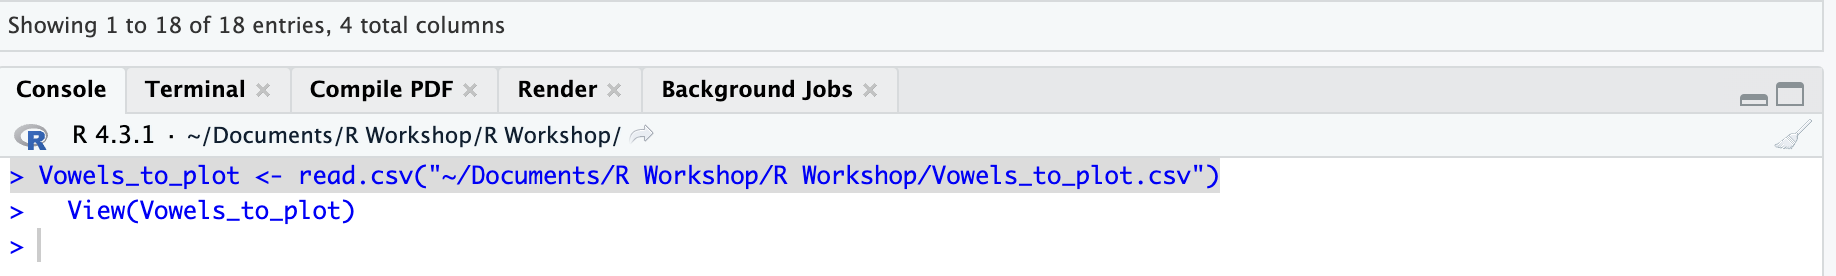 Showing 1 to 18 of 18 entries, 4 total columns
Console Terminal Compile PDF Render Background Jobs
R R 4.3.1 · ~/Documents/R Workshop/R Workshop/
> Vowels_to_plot <- read.csv("~/Documents/R Workshop/R Workshop/Vowels_to_plot.csv")
>   View(Vowels_to_plot)
>